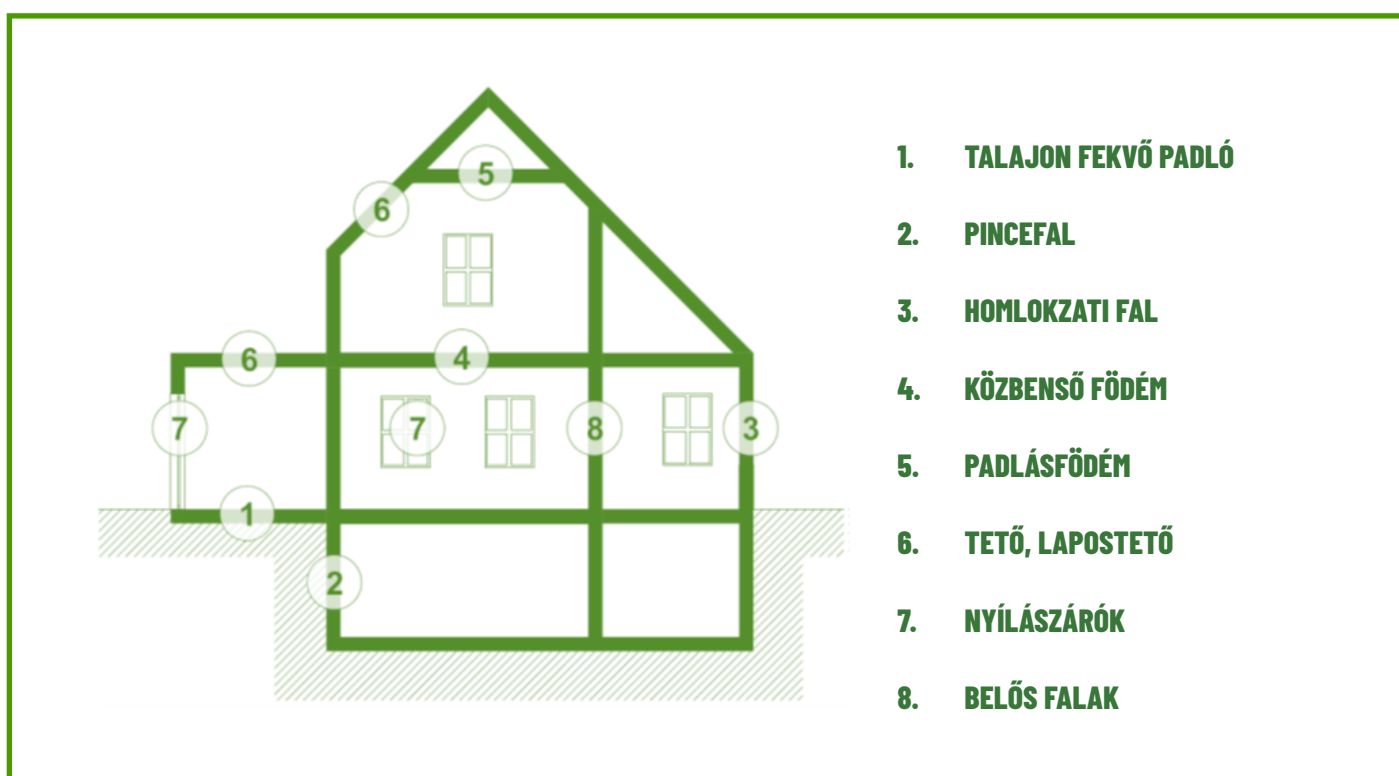 5
6
6
4
7
7
8
3
1
2
1. TALAJON FEKVŐ PADLÓ
2. PINCEFAL
3. HOMLOKZATI FAL
4. KÖZBENSŐ FÖDÉM
5. PADLÁSFÖDÉM
6. TETŐ, LAPOSTETŐ
7. NYÍLÁSZÁRÓK
8. BELŐS FALAK